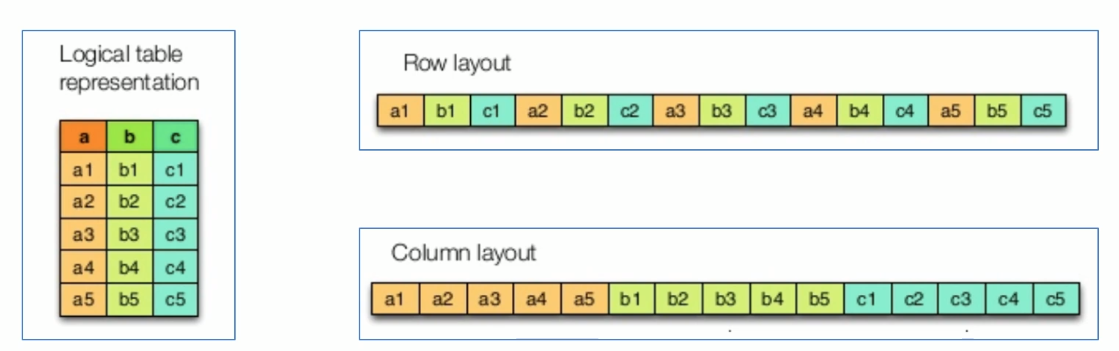 Logical table
representation
a b c
a1 b1 c1
a2 b2 c2
a3 b3 c3
a4 b4 c4
a5 b5 c5
Row layout
a1 b1 c1 a2 b2 c2 a3 b3 c3 a4 b4 c4 a5 b5 c5
Column layout
a1 a2 a3 a4 a5 b1 b2 b3 b4 b5 c1 c2 c3 c4 c5